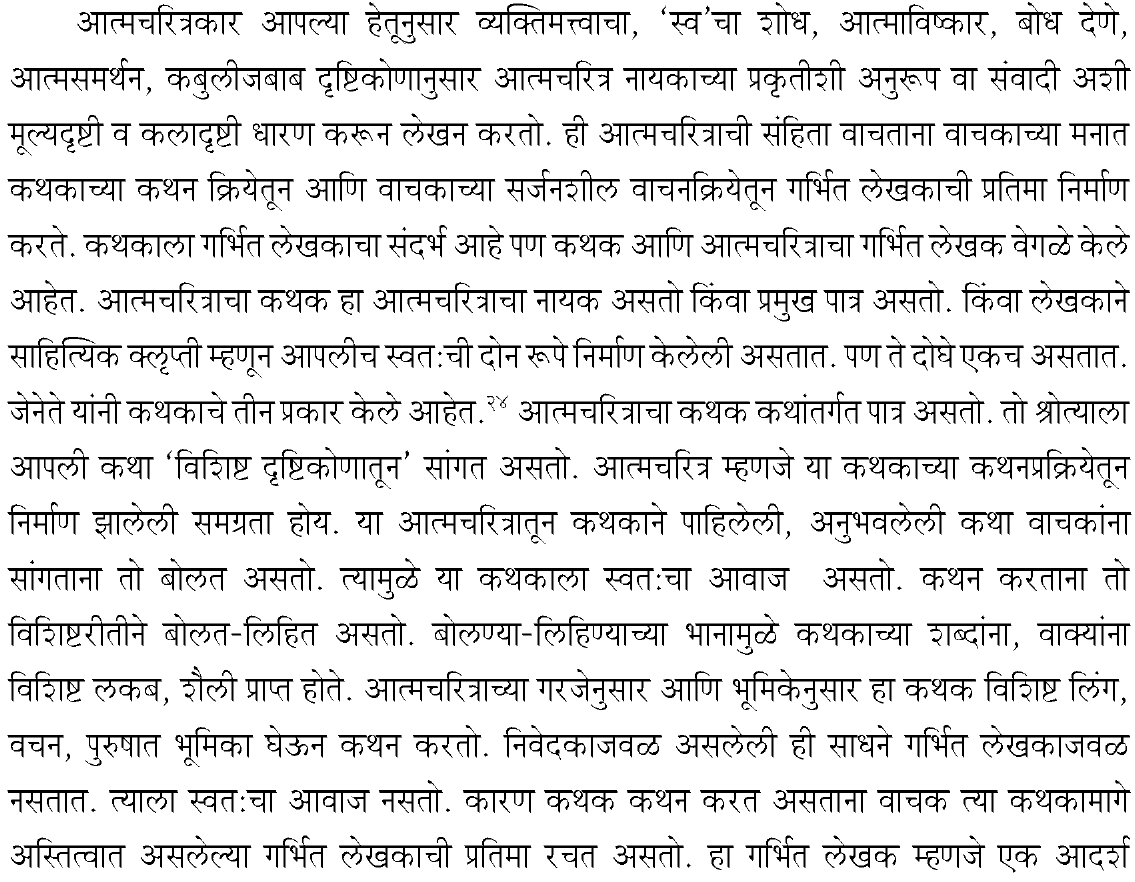 आत्मचरित्रकार आपल्या हेतूनुसार व्यक्तिमत्त्वाचा, ‘स्व’चा शोध, आत्माविष्कार, बोध देणे,
आत्मसमर्थन, कबुलीजबाब दृष्टिकोणानुसार आत्मचरित्र नायकाच्या प्रकृतीशी अनुरूप वा संवादी अशी
मूल्यदृष्टी व कलादृष्टी धारण करून लेखन करतो. ही आत्मचरित्राची संहिता वाचताना वाचकाच्या मनात
कथकाच्या कथन क्रियेतून आणि वाचकाच्या सर्जनशील वाचनक्रियेतून गर्भित लेखकाची प्रतिमा निर्माण
करते. कथकाला गर्भित लेखकाचा संदर्भ आहे पण कथक आणि आत्मचरित्राचा गर्भित लेखक वेगळे केले
आहेत. आत्मचरित्राचा कथक हा आत्मचरित्राचा नायक असतो किंवा प्रमुख पात्र असतो. किंवा लेखकाने
साहित्यिक क्लृप्ती म्हणून आपलीच स्वत:ची दोन रूपे निर्माण केलेली असतात. पण ते दोघे एकच असतात.
जेनेते यांनी कथकाचे तीन प्रकार केले आहेत.२४ आत्मचरित्राचा कथक कथांतर्गत पात्र असतो. तो श्रोत्याला
आपली कथा ‘विशिष्ट दृष्टिकोणातून’ सांगत असतो. आत्मचरित्र म्हणजे या कथकाच्या कथनप्रक्रियेतून
निर्माण झालेली समग्रता होय. या आत्मचरित्रातून कथकाने पाहिलेली, अनुभवलेली कथा वाचकांना
सांगताना तो बोलत असतो. त्यामुळे या कथकाला स्वत:चा आवाज असतो. कथन करताना तो
विशिष्टरीतीने बोलत-लिहित असतो. बोलण्या-लिहिण्याच्या भानामुळे कथकाच्या शब्दांना, वाक्यांना
विशिष्ट लकब, शैली प्राप्त होते. आत्मचरित्राच्या गरजेनुसार आणि भूमिकेनुसार हा कथक विशिष्ट लिंग,
वचन, पुरुषात भूमिका घेऊन कथन करतो. निवेदकाजवळ असलेली ही साधने गर्भित लेखकाजवळ
नसतात. त्याला स्वत:चा आवाज नसतो. कारण कथक कथन करत असताना वाचक त्या कथकामागे
अस्तित्वात असलेल्या गर्भित लेखकाची प्रतिमा रचत असतो. हा गर्भित लेखक म्हणजे एक आदर्श